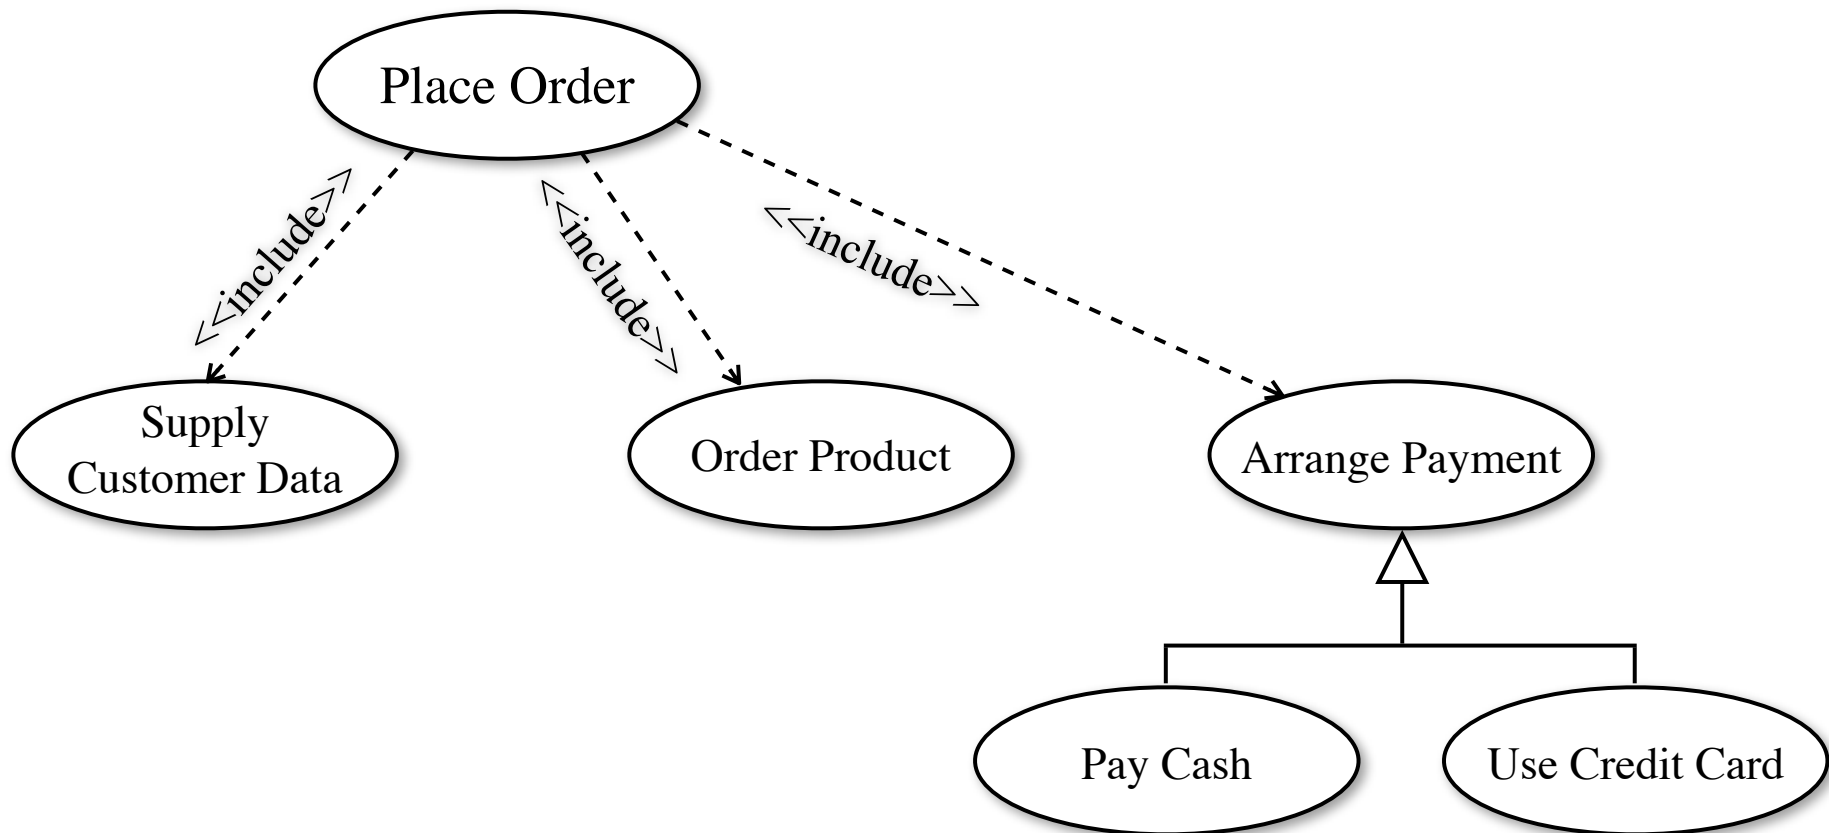 Place Order
<<include>>
<<include>>
<<include>>
Supply
Customer Data
Order Product
Arrange Payment
Pay Cash
Use Credit Card